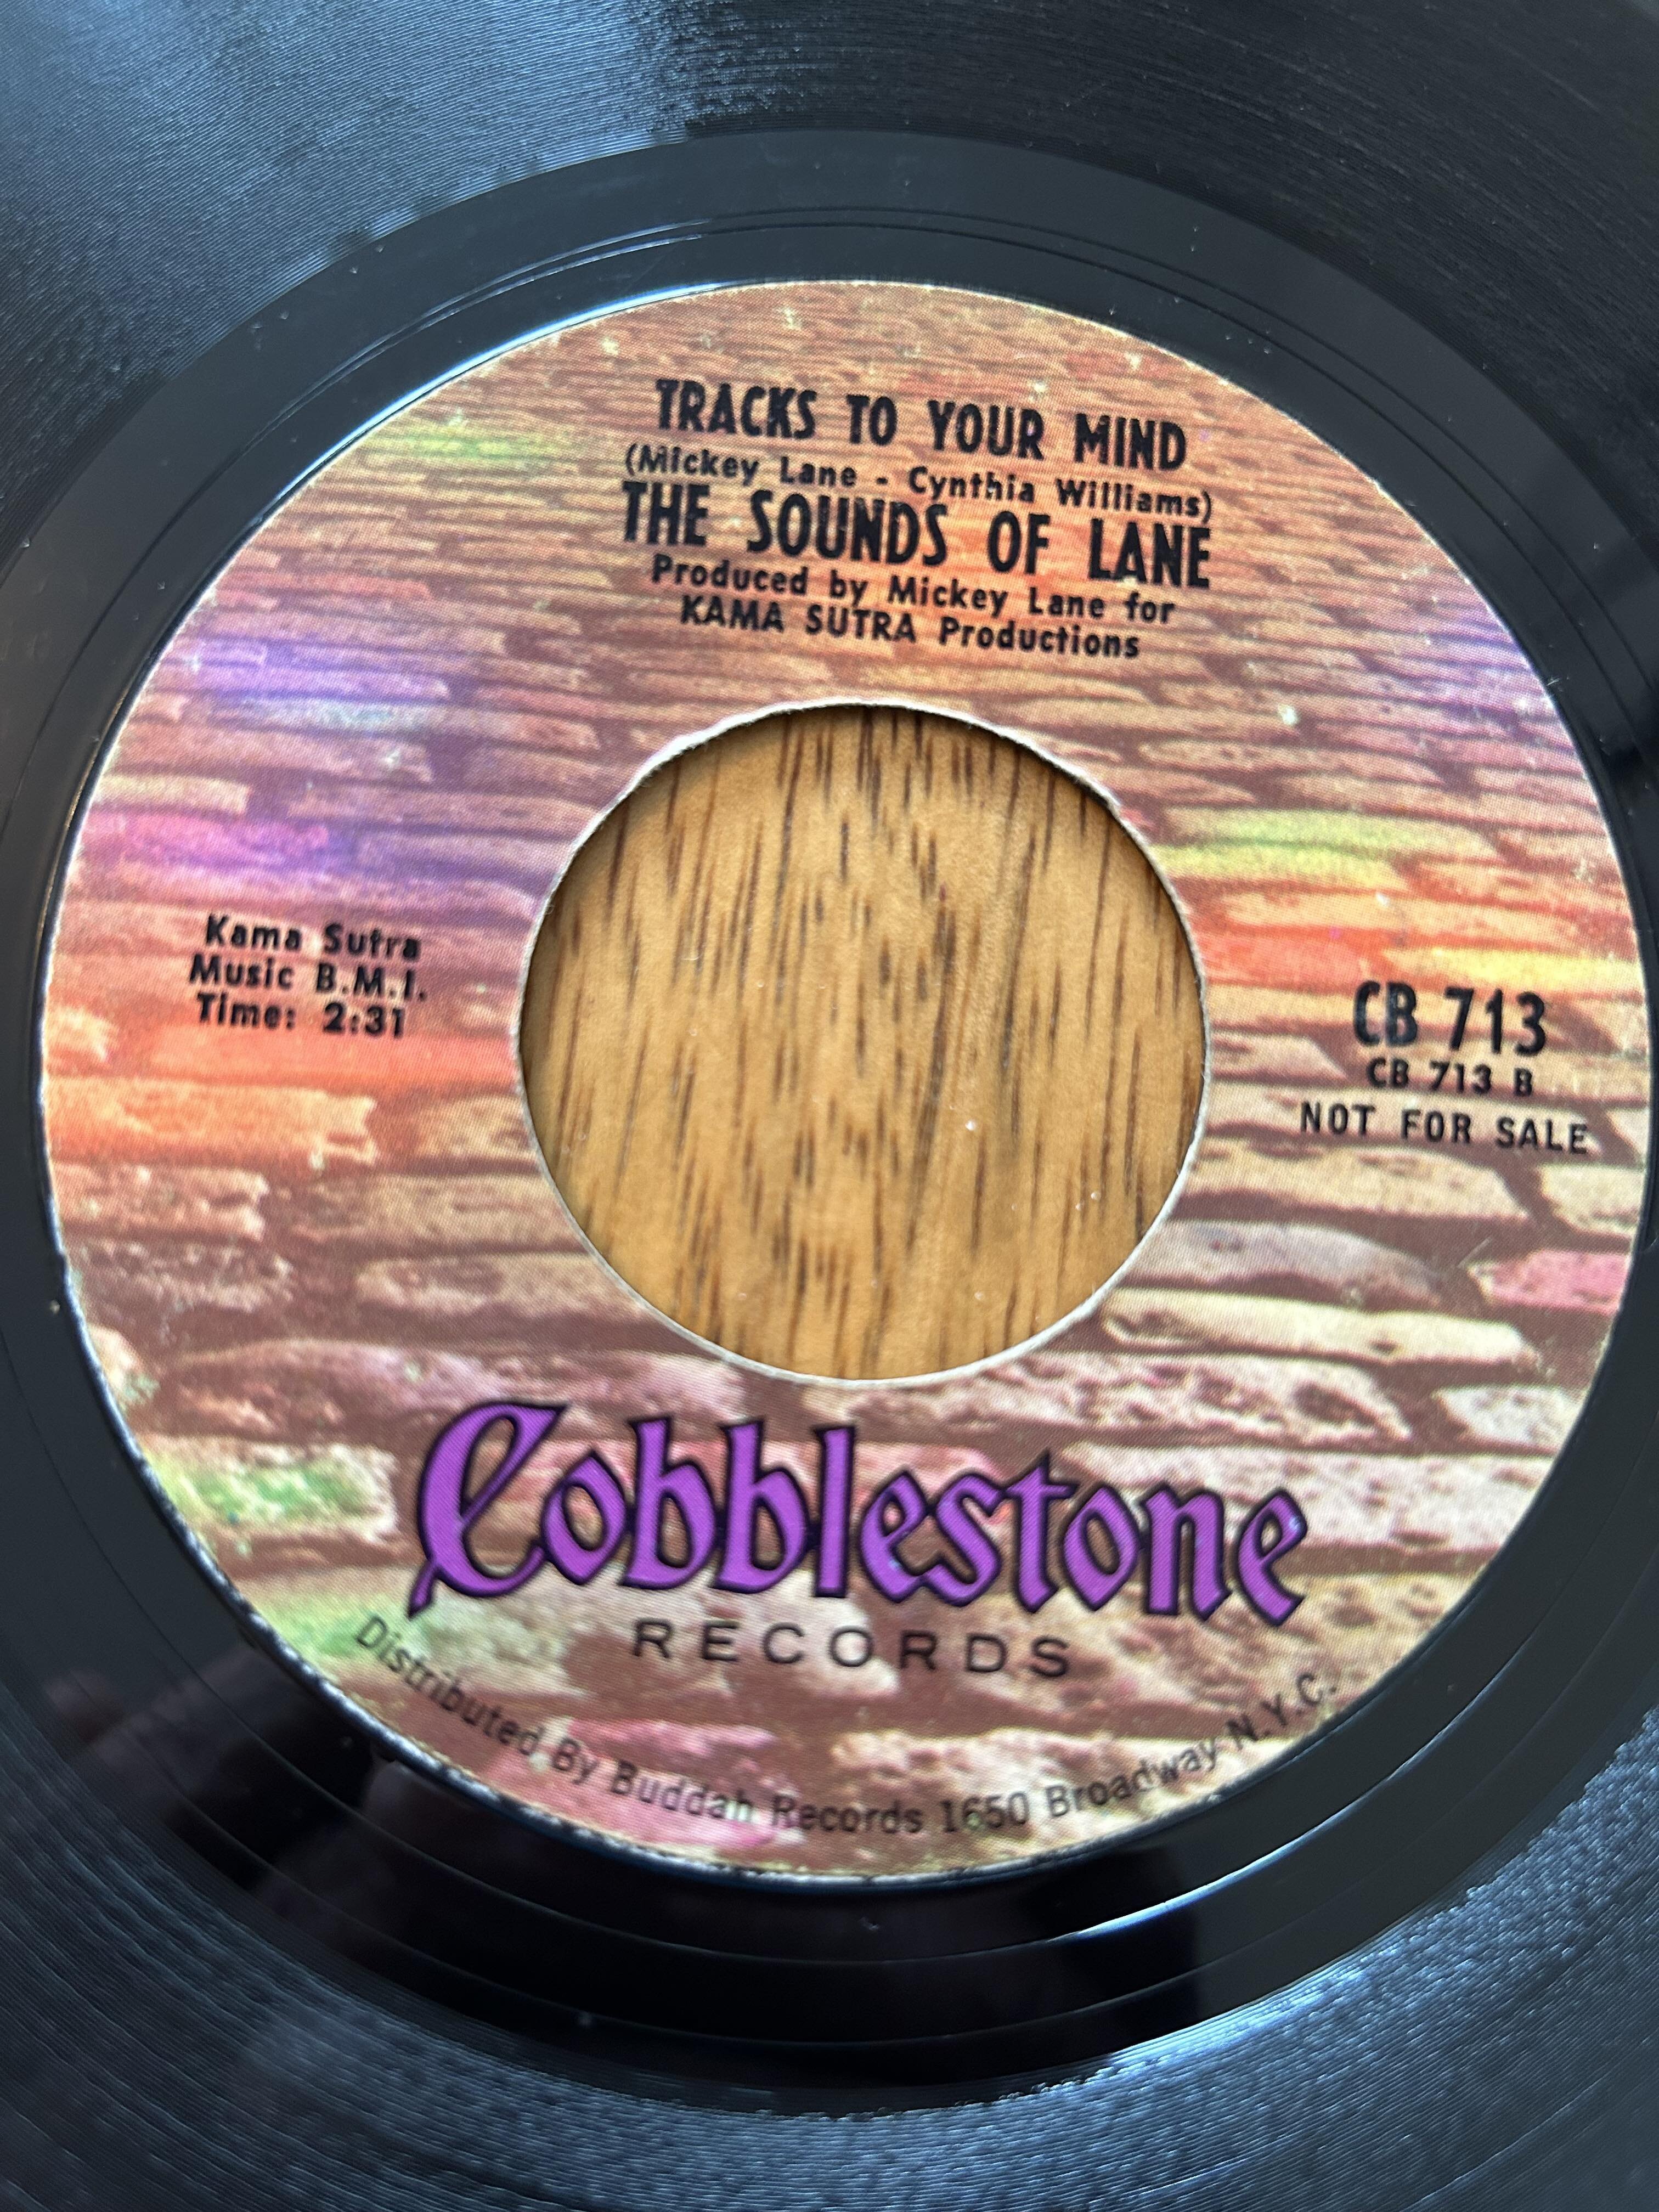 TRACKS TO YOUR MIND
(Mickey Lane - Cynthia Williams)
THE SOUNDS OF LANE
Produced by Mickey Lane for
KAMA SUTRA Productions
Kama Sutra
Music B.M.I.
Time: 2:31
CB 713
CB 713 B
NOT FOR SALE
Cobblestone
RECORDS
Distributed By Buddah Records 1650 Broadway N.Y.C.